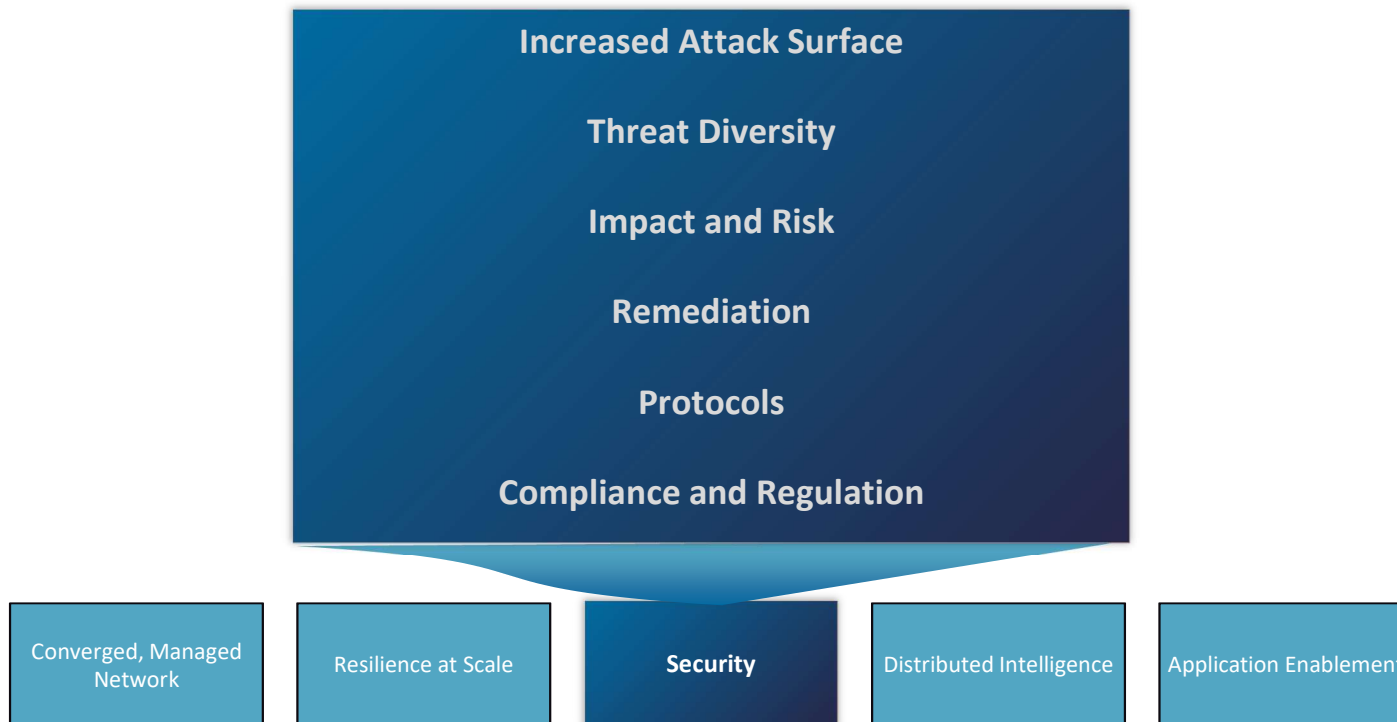 Increased Attack Surface
Threat Diversity
Impact and Risk
Remediation
Protocols
Compliance and Regulation
Converged, Managed
Network
Resilience at Scale
Security
Distributed Intelligence
Application Enablement